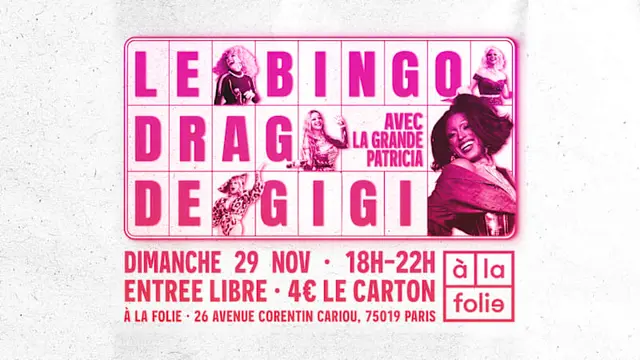 LE BINGO
DRAG
AVEC
LA GRANDE
PATRICIA
DE GIGI
DIMANCHE 29 NOV · 18H-22H
ENTREE LIBRE · 4€ LE CARTON
À LA FOLIE · 26 AVENUE CORENTIN CARIOU, 75019 PARIS
à la
folie